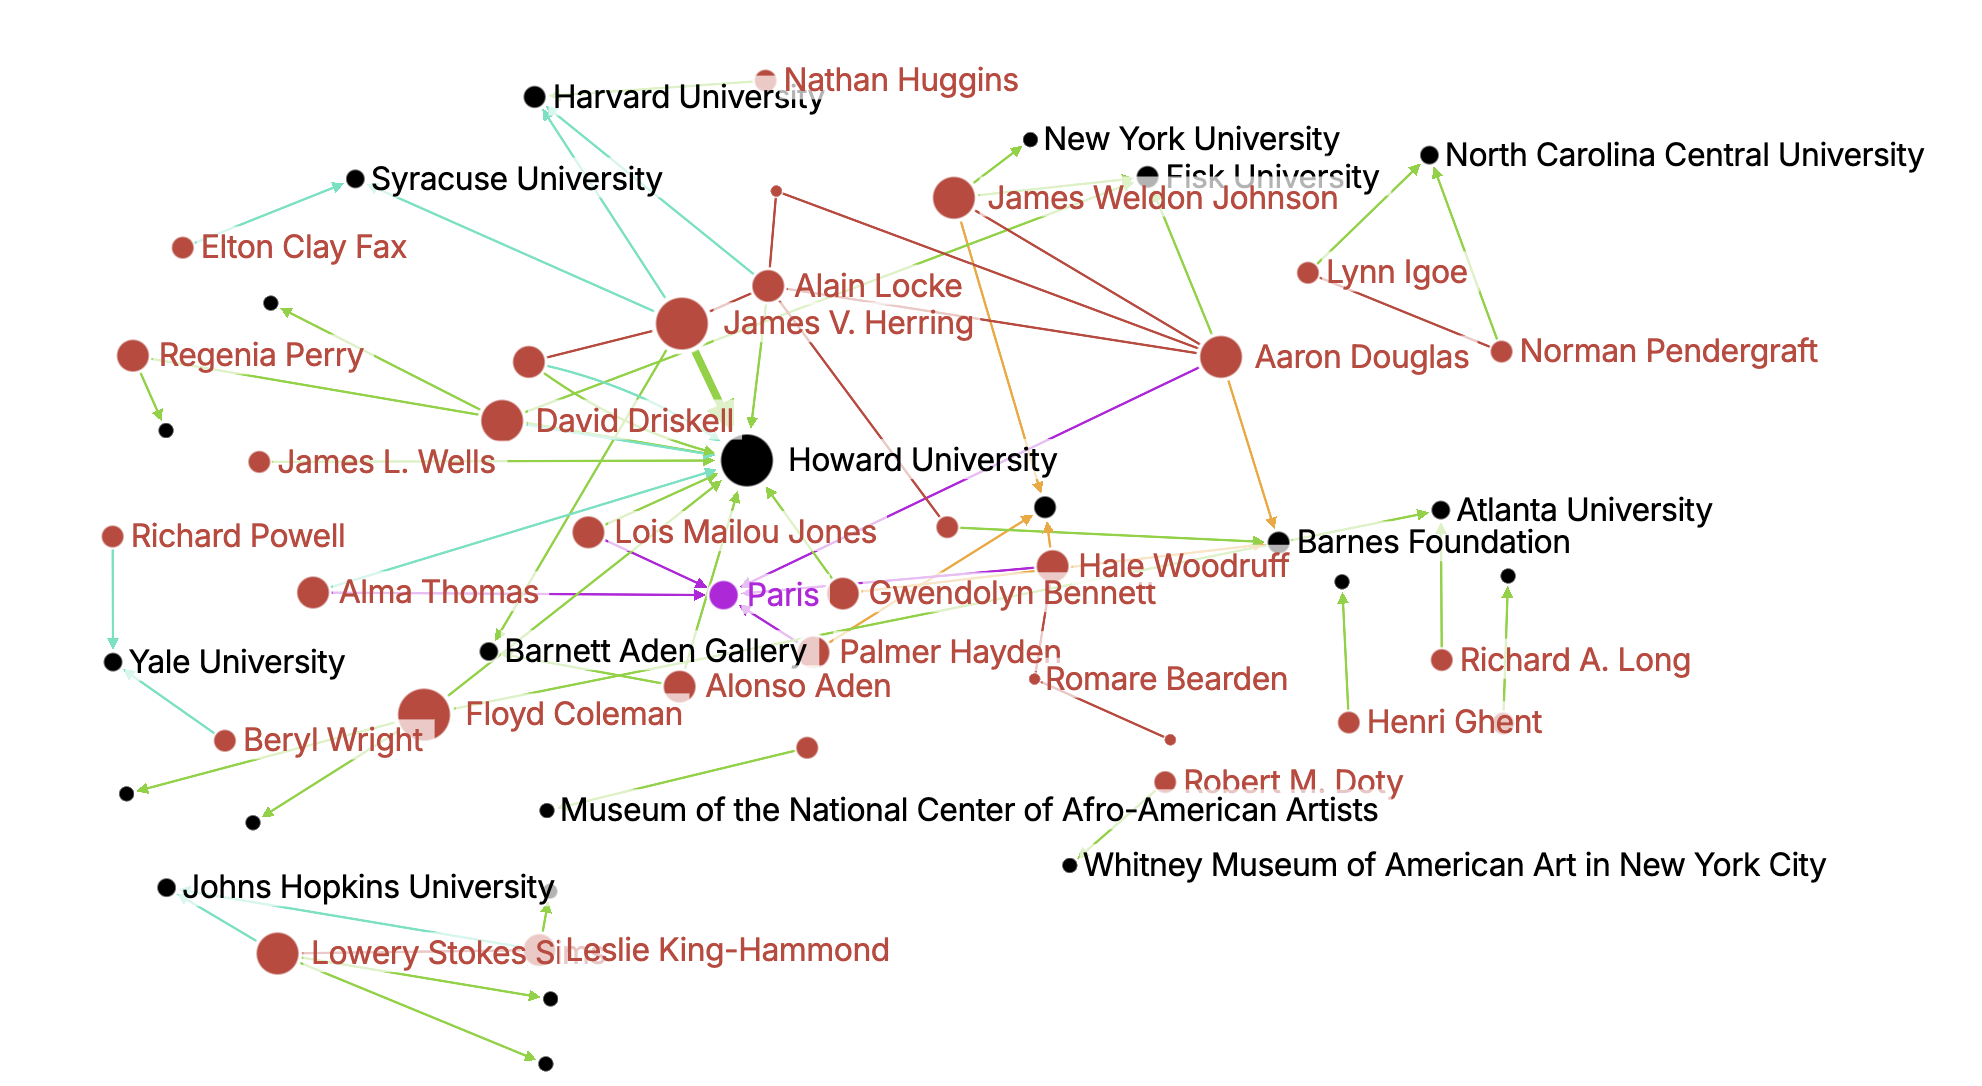 Nathan Huggins
Harvard University
New York University
North Carolina Central University
Syracuse University
Fisk University
James Weldon Johnson
Elton Clay Fax
Lynn Igoe
Alain Locke
James V. Herring
Regenia Perry
Aaron Douglas
Norman Pendergraft
David Driskell
James L. Wells
Howard University
Atlanta University
Richard Powell
Lois Mailou Jones
Barnes Foundation
Hale Woodruff
Alma Thomas
Paris
Gwendolyn Bennett
Barnett Aden Gallery
Palmer Hayden
Yale University
Richard A. Long
Romare Bearden
Alonso Aden
Floyd Coleman
Henri Ghent
Beryl Wright
Robert M. Doty
Museum of the National Center of Afro-American Artists
Whitney Museum of American Art in New York City
Johns Hopkins University
Lowery Stokes Sims
Leslie King-Hammond